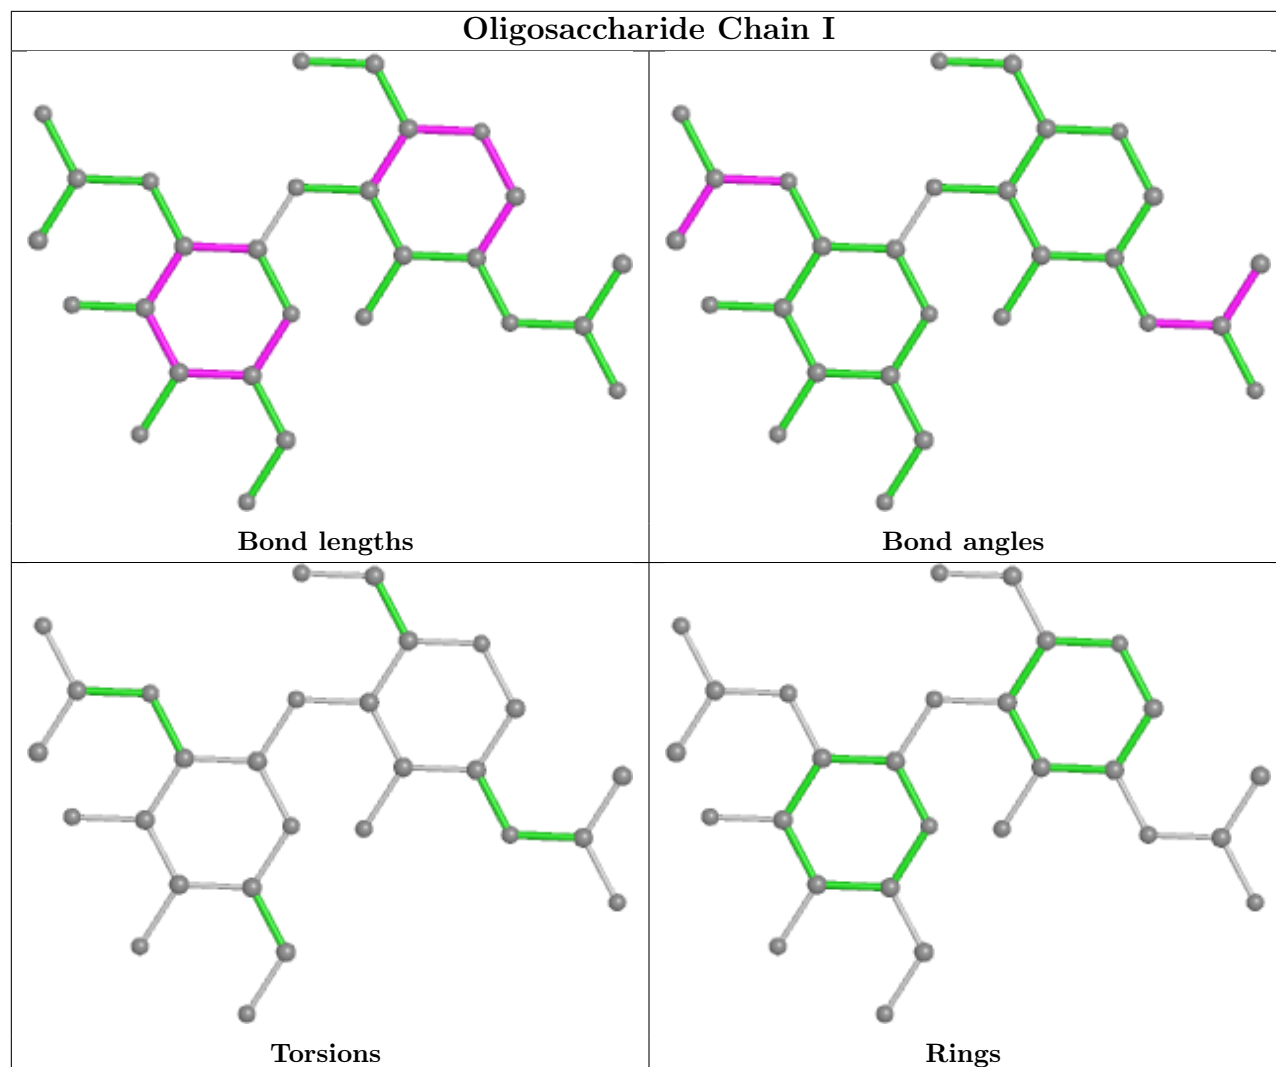 Oligosaccharide Chain I
Bond lengths
Bond angles
Torsions
Rings